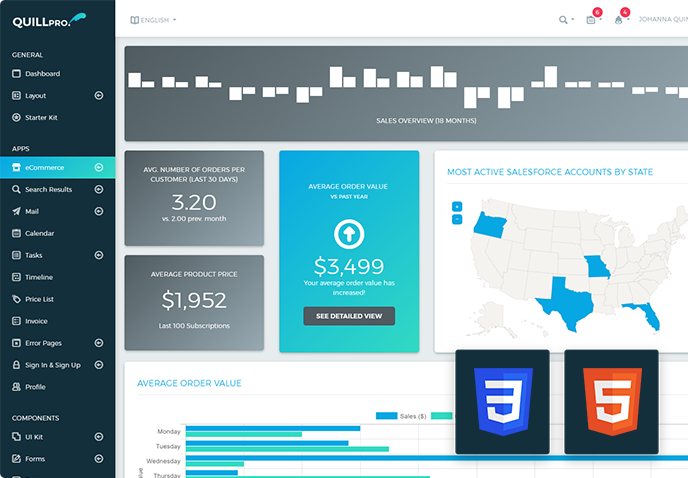 QUILLPRO.
ENGLISH
6
4
JOHANNA QUIN
GENERAL
Dashboard
Layout
Starter Kit
APPS
eCommerce
Search Results
Mail
Calendar
Tasks
Timeline
Price List
Invoice
Error Pages
Sign In & Sign Up
Profile
COMPONENTS
UI Kit
Forms
SALES OVERVIEW (18 MONTHS)
AVG. NUMBER OF ORDERS PER
CUSTOMER (LAST 30 DAYS)
3.20
vs. 2.00 prev. month
AVERAGE PRODUCT PRICE
$1,952
Last 100 Subscriptions
AVERAGE ORDER VALUE
VS PAST YEAR
$3,499
Your average order value has
increased!
SEE DETAILED VIEW
MOST ACTIVE SALESFORCE ACCOUNTS BY STATE
+
-
AVERAGE ORDER VALUE
Sales ($)
Monday
Tuesday
Wednesday
Thursday
3
5